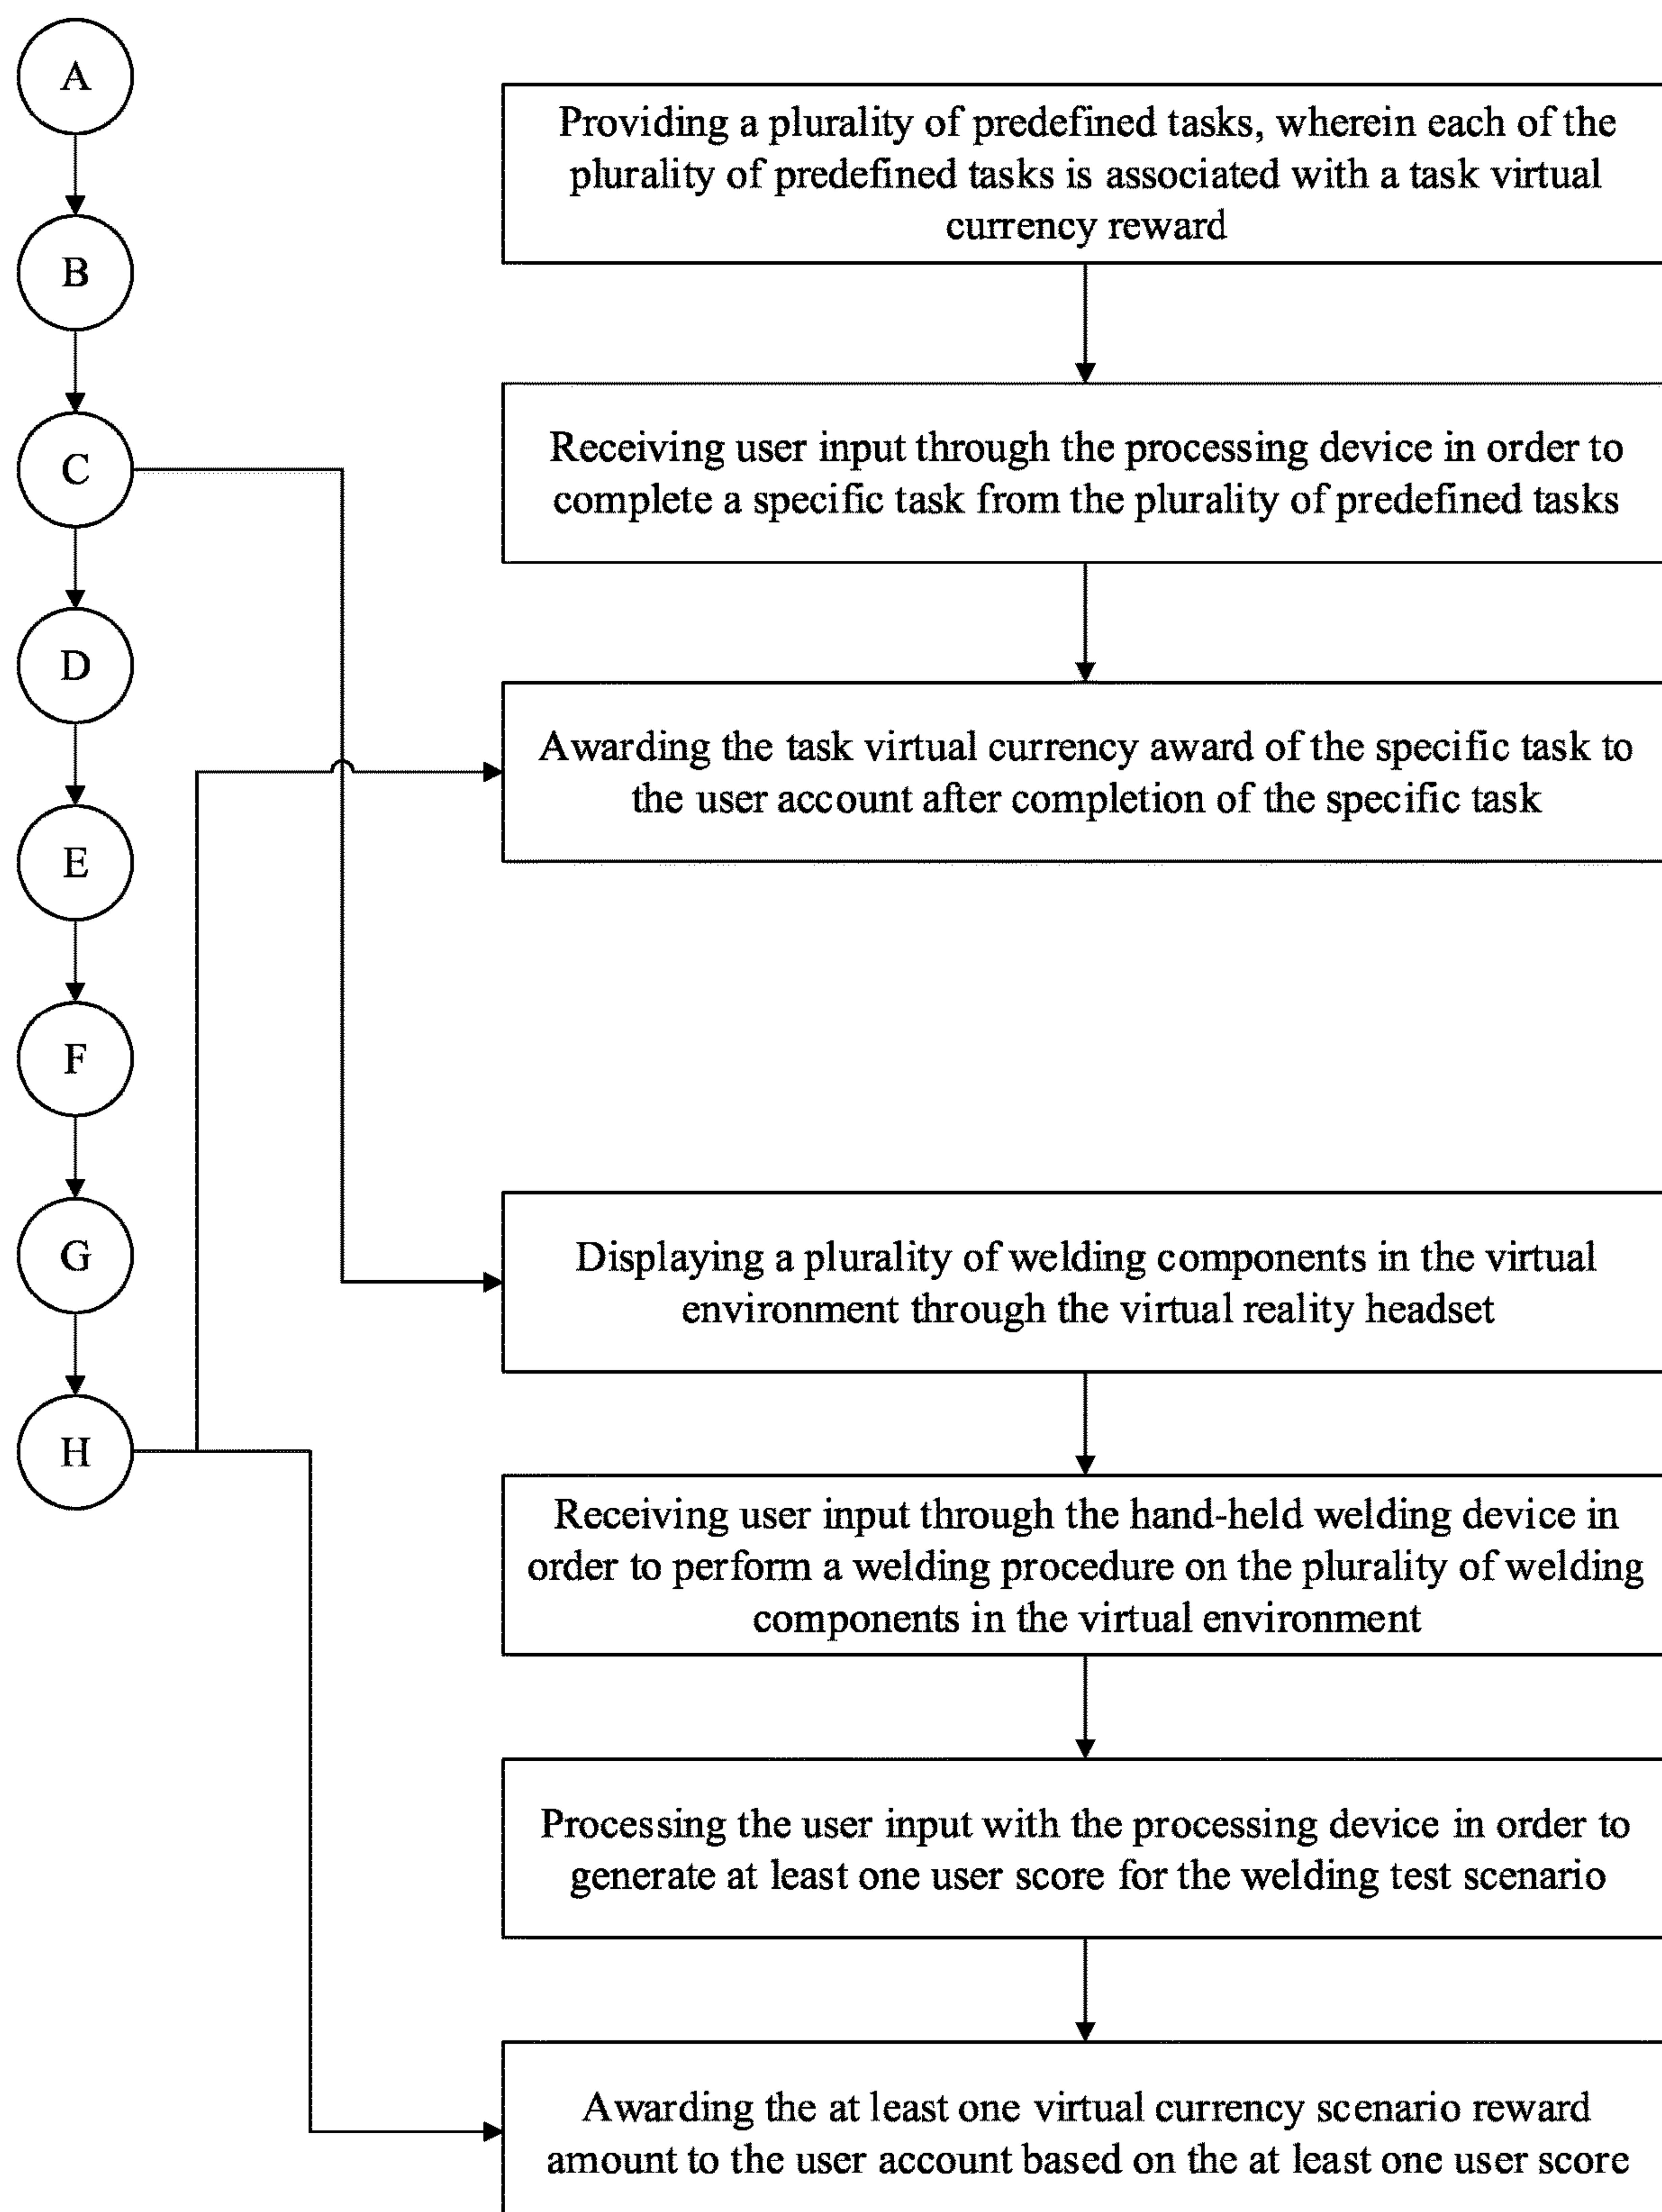 A
B
C
D
E
F
G
H
Providing a plurality of predefined tasks, wherein each of the
plurality of predefined tasks is associated with a task virtual
currency reward
Receiving user input through the processing device in order to
complete a specific task from the plurality of predefined tasks
Awarding the task virtual currency award of the specific task to
the user account after completion of the specific task
Displaying a plurality of welding components in the virtual
environment through the virtual reality headset
Receiving user input through the hand-held welding device in
order to perform a welding procedure on the plurality of welding
components in the virtual environment
Processing the user input with the processing device in order to
generate at least one user score for the welding test scenario
Awarding the at least one virtual currency scenario reward
amount to the user account based on the at least one user score